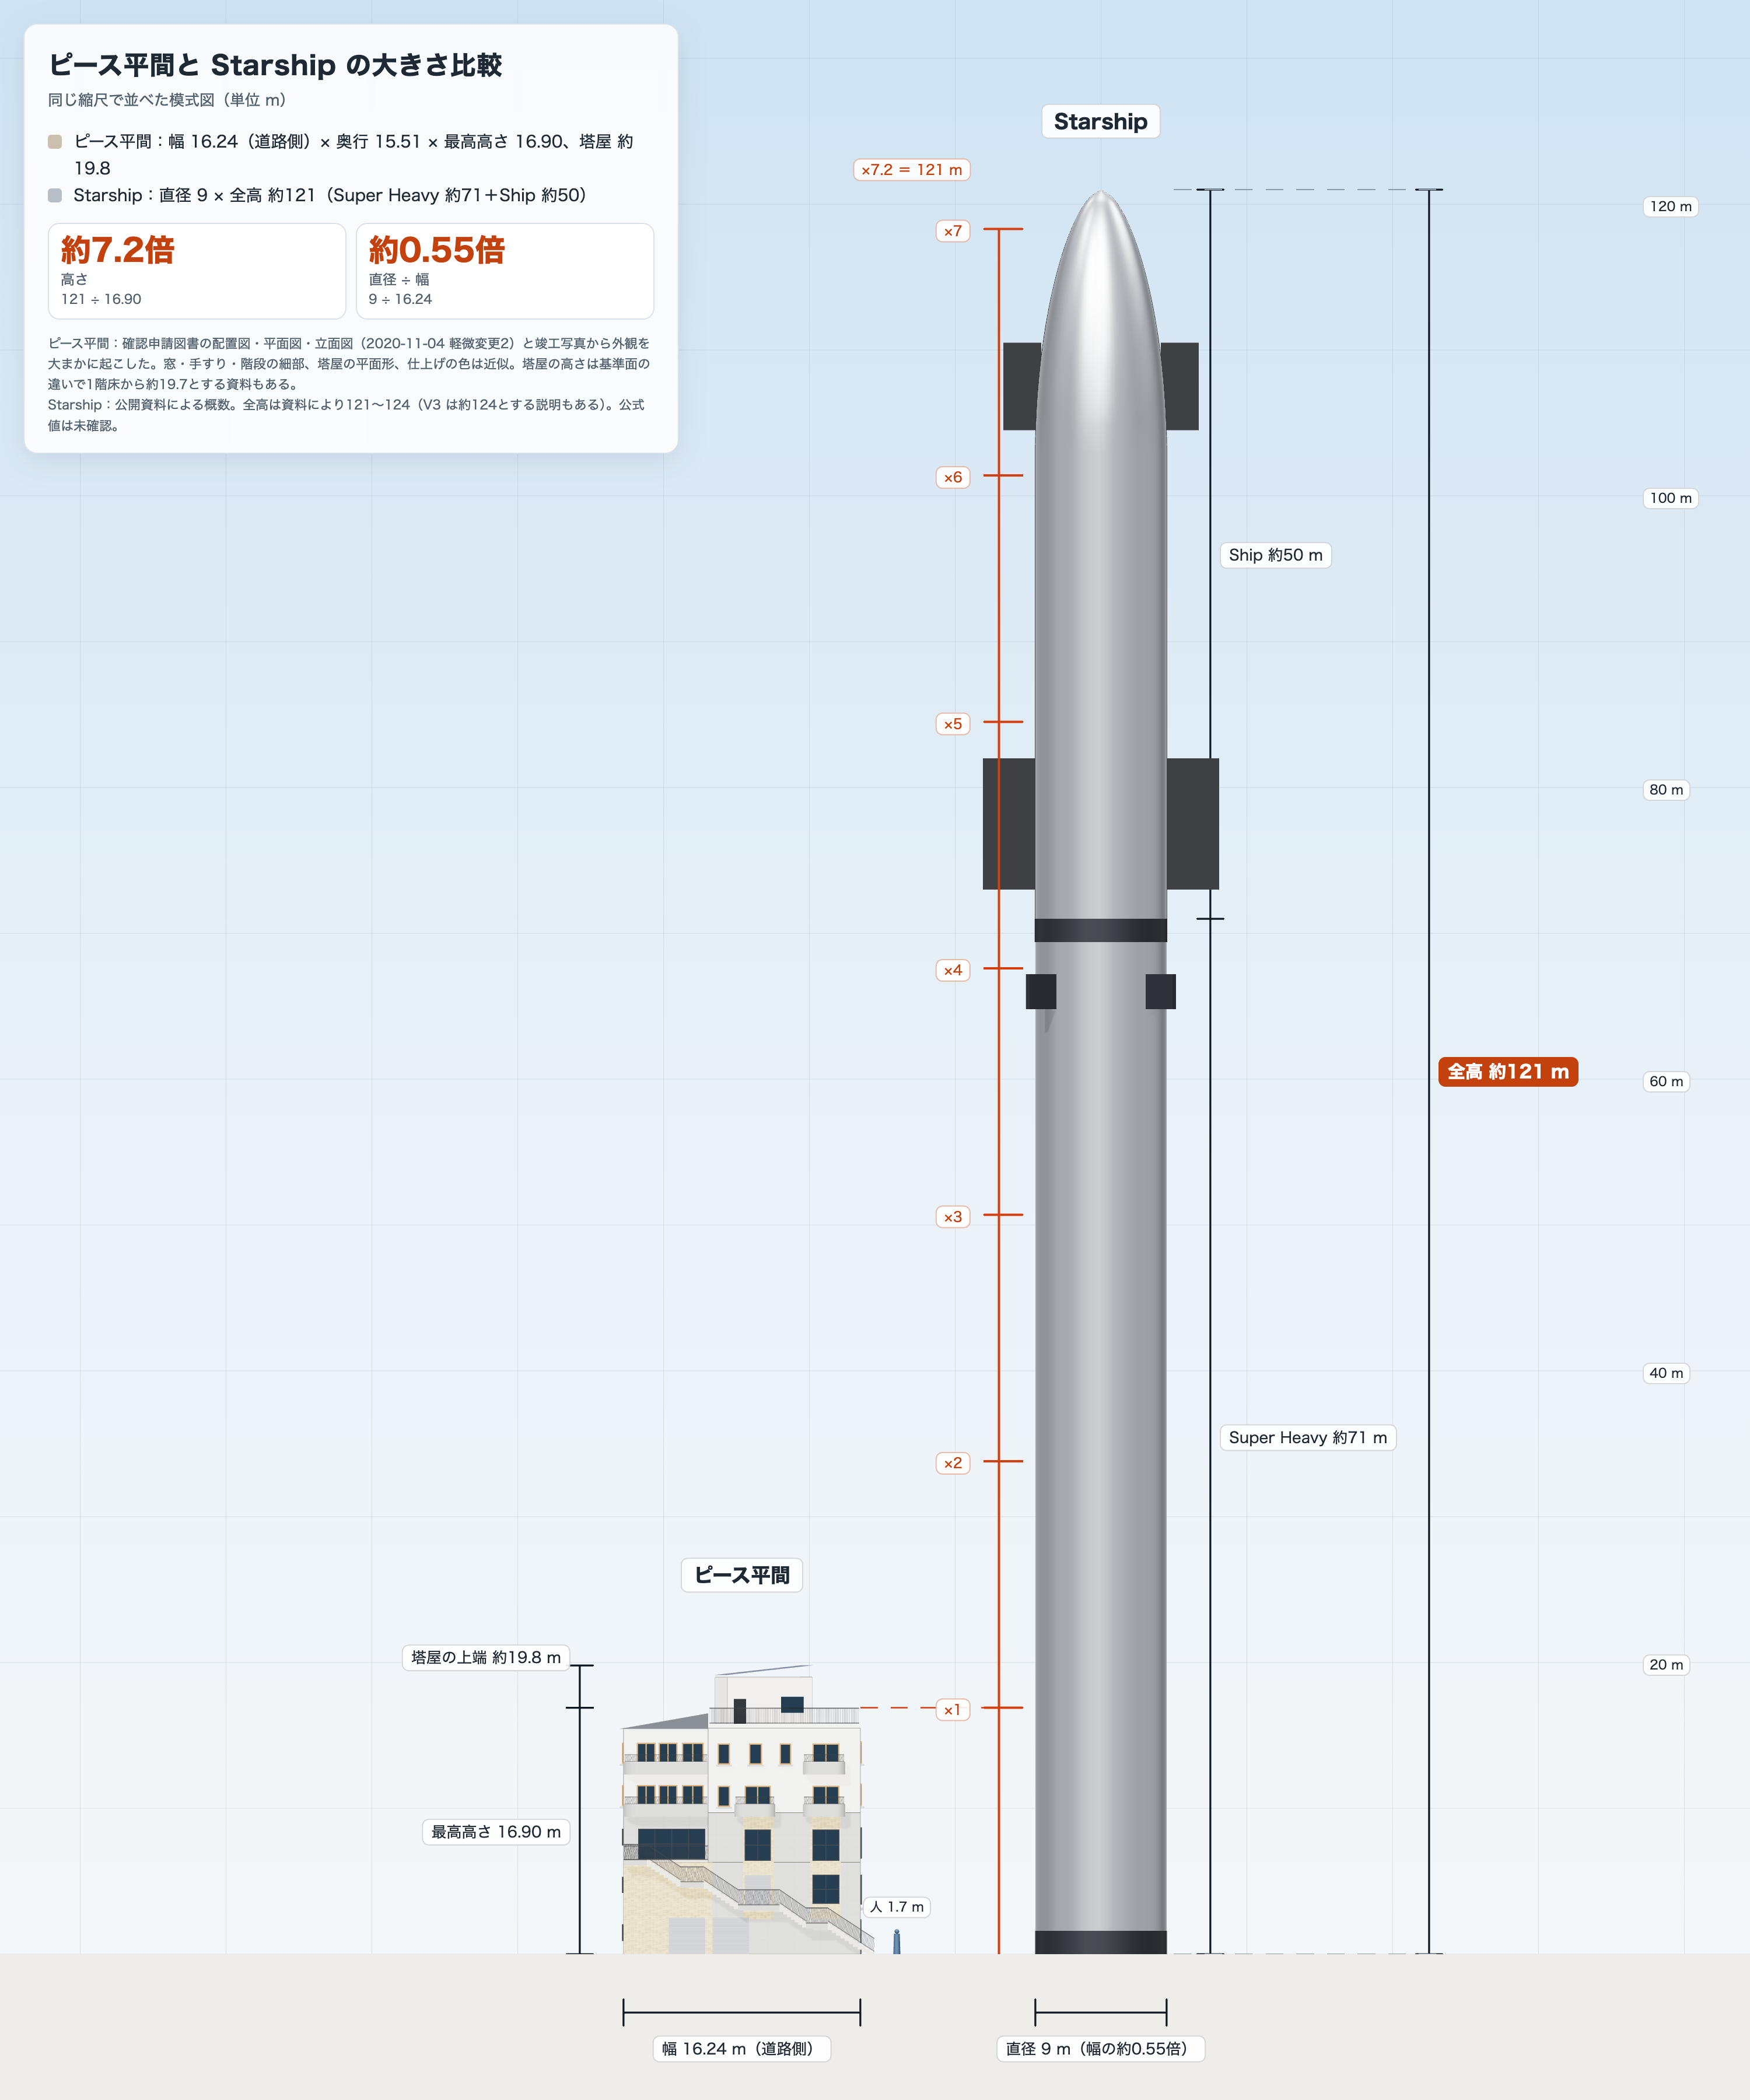 ピース平間と Starship の大きさ比較
同じ縮尺で並べた模式図（単位 m）
ピース平間：幅 16.24（道路側）× 奥行 15.51 × 最高高さ 16.90、塔屋 約
19.8
Starship：直径 9 × 全高 約121（Super Heavy 約71＋Ship 約50）
約7.2倍
高さ
121 ÷ 16.90
約0.55倍
直径 ÷ 幅
9 ÷ 16.24
ピース平間：確認申請図書の配置図・平面図・立面図（2020-11-04 軽微変更2）と竣工写真から外観を
大まかに起こした。窓・手すり・階段の細部、塔屋の平面形、仕上げの色は近似。塔屋の高さは基準面の
違いで1階床から約19.7とする資料もある。
Starship：公開資料による概数。全高は資料により121〜124（V3 は約124とする説明もある）。公式
値は未確認。
Starship
×7.2 = 121 m
120 m
×7
×6
100 m
Ship 約50 m
×5
80 m
×4
全高 約121 m
60 m
×3
40 m
Super Heavy 約71 m
×2
ピース平間
塔屋の上端 約19.8 m
20 m
×1
最高高さ 16.90 m
人 1.7 m
幅 16.24 m（道路側）
直径 9 m（幅の約0.55倍）